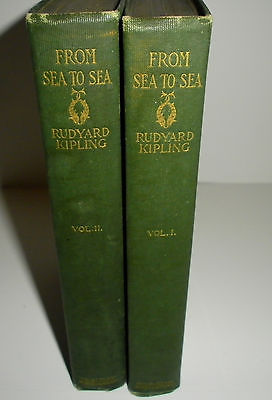 FROM
SEA TO SEA
RUDYARD
KIPLING
VOL. II.
FROM
SEA TO SEA
RUDYARD
KIPLING
VOL. I.